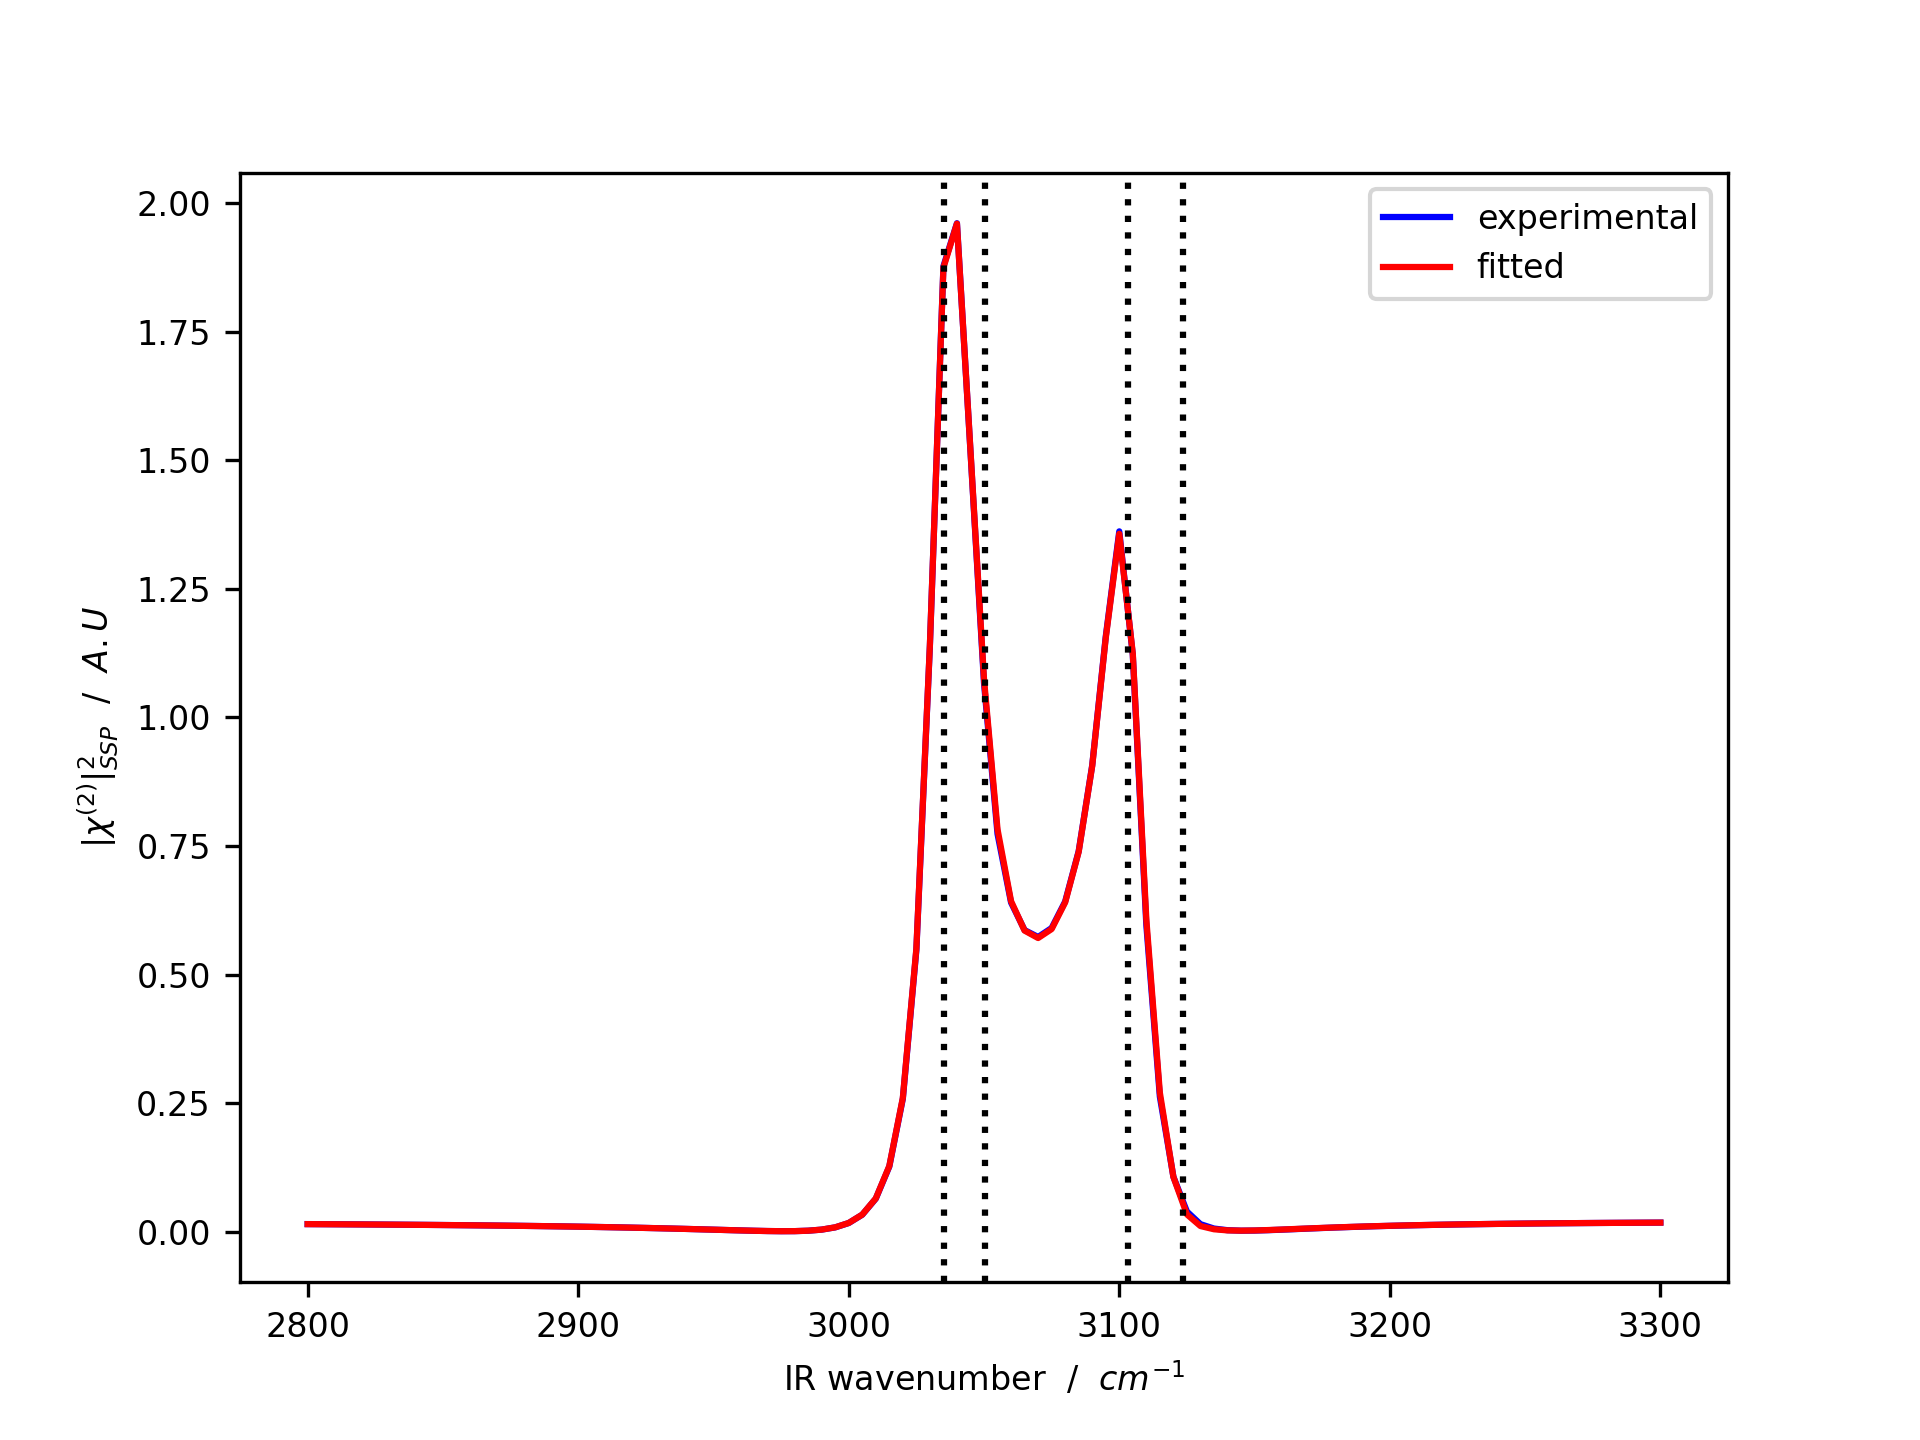 2.00
1.75
1.50
1.25
1.00
0.75
0.50
0.25
0.00
|χ⁽²⁾|²_SSP / A.U
experimental
fitted
2800 2900 3000 3100 3200 3300
IR wavenumber / cm⁻¹